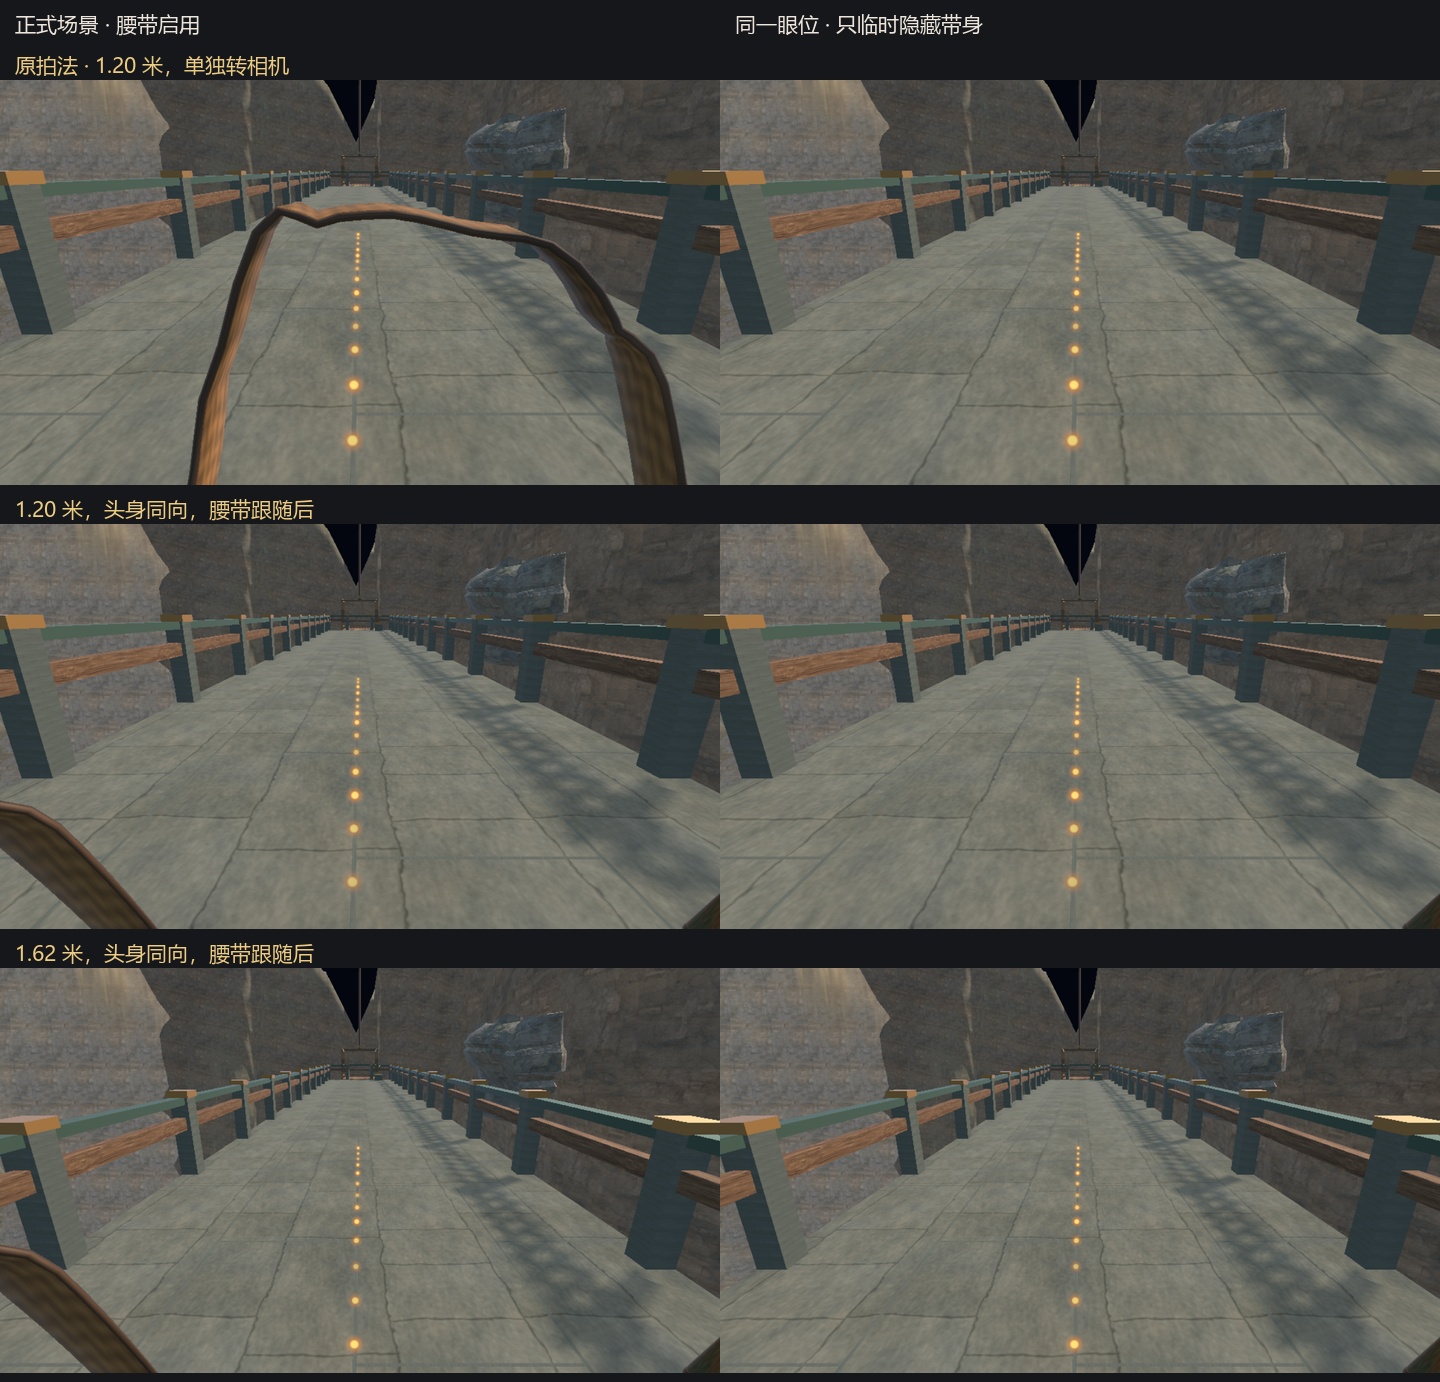 正式场景 · 腰带启用
同一眼位 · 只临时隐藏带身
原拍法 · 1.20 米，单独转相机
1.20 米，头身同向，腰带跟随后
1.62 米，头身同向，腰带跟随后